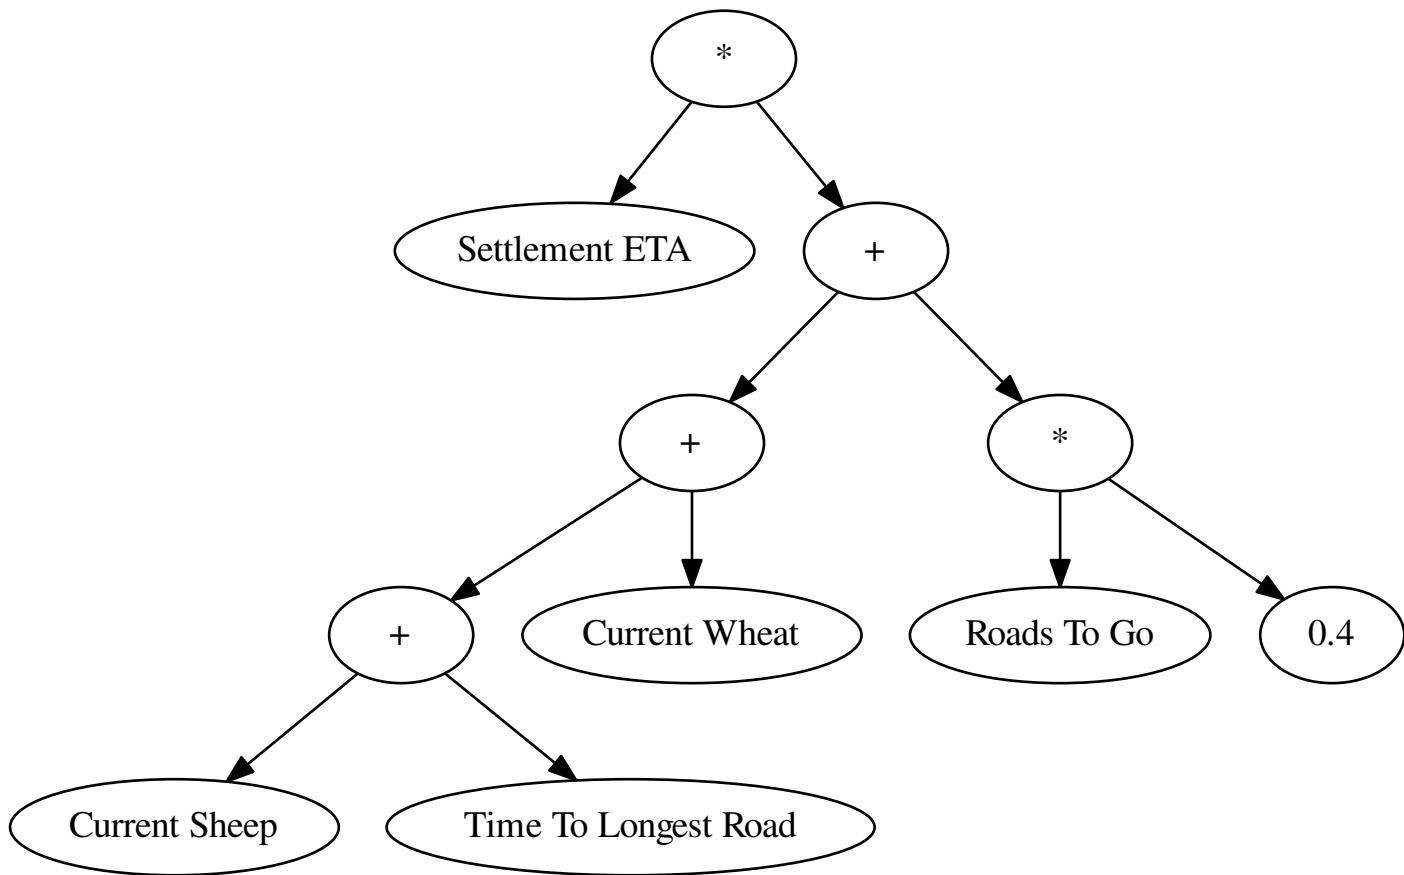 *
Settlement ETA
+
+
*
+
Current Wheat
Roads To Go
0.4
Current Sheep
Time To Longest Road